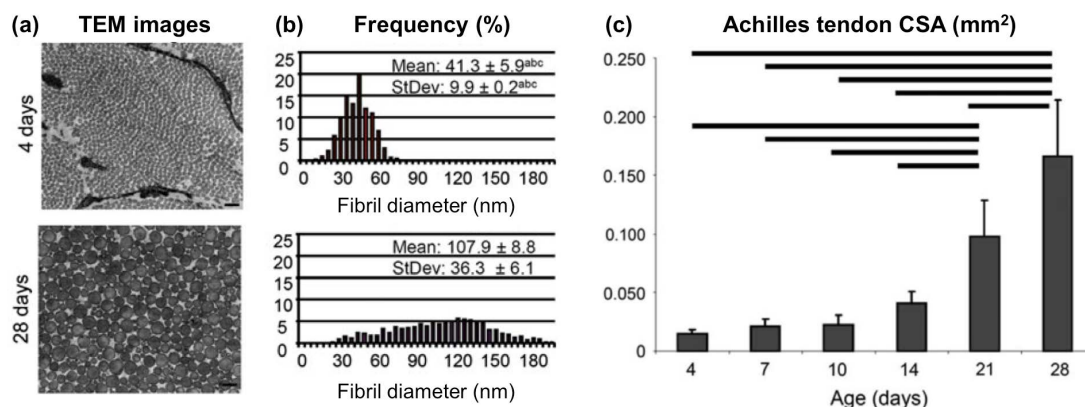 (a) TEM images
4 days
28 days
(b) Frequency (%)
25
20
15
10
5
0
Mean: 41.3 ± 5.9ᵃᵇᶜ
StDev: 9.9 ± 0.2ᵃᵇᶜ
0 30 60 90 120 150 180
Fibril diameter (nm)
25
20
15
10
5
0
Mean: 107.9 ± 8.8
StDev: 36.3 ± 6.1
0 30 60 90 120 150 180
Fibril diameter (nm)
(c) Achilles tendon CSA (mm²)
0.250
0.200
0.150
0.100
0.050
0
4 7 10 14 21 28
Age (days)